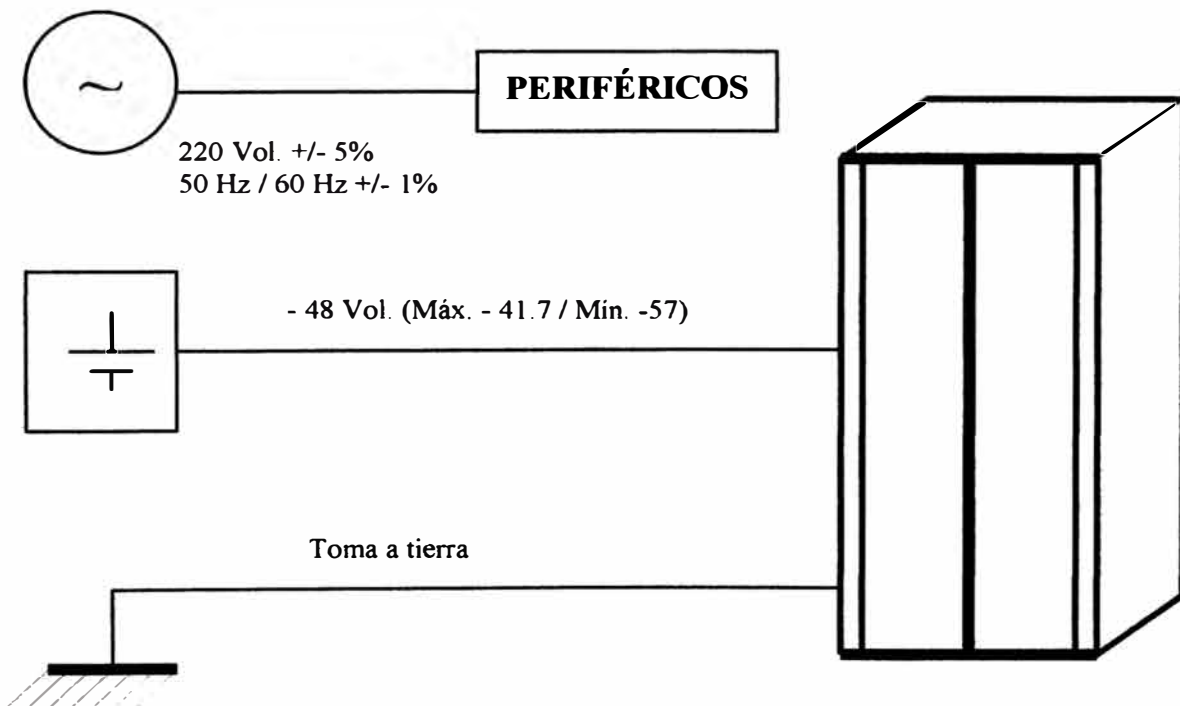 ~
PERIFÉRICOS
220 Vol. +/- 5%
50 Hz / 60 Hz +/- 1%
- 48 Vol. (Máx. - 41.7 / Mín. -57)
Toma a tierra